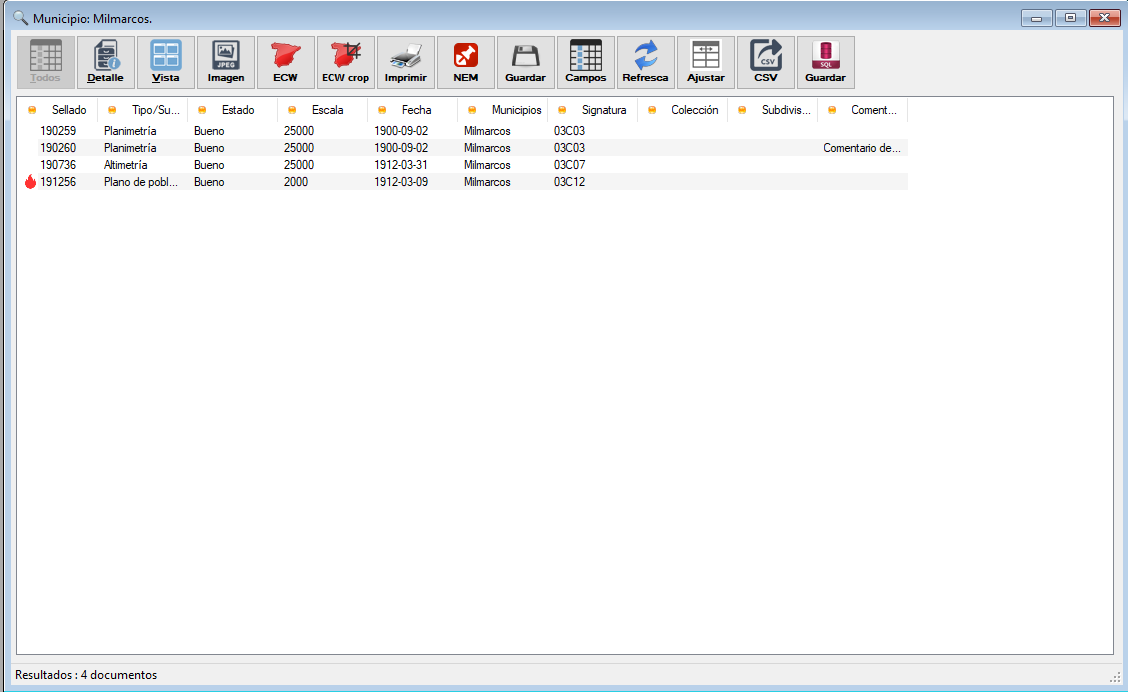 Municipio: Milmarcos.
Todos Detalle Vista Imagen ECW ECW crop Imprimir NEM Guardar Campos Refresca Ajustar CSV Guardar
JPEG CSV SQL
Sellado Tipo/Su... Estado Escala Fecha Municipios Signatura Colección Subdivis... Coment...
190259 Planimetría Bueno 25000 1900-09-02 Milmarcos 03C03
190260 Planimetría Bueno 25000 1900-09-02 Milmarcos 03C03 Comentario de...
190736 Altimetría Bueno 25000 1912-03-31 Milmarcos 03C07
191256 Plano de pobl... Bueno 2000 1912-03-09 Milmarcos 03C12
Resultados : 4 documentos